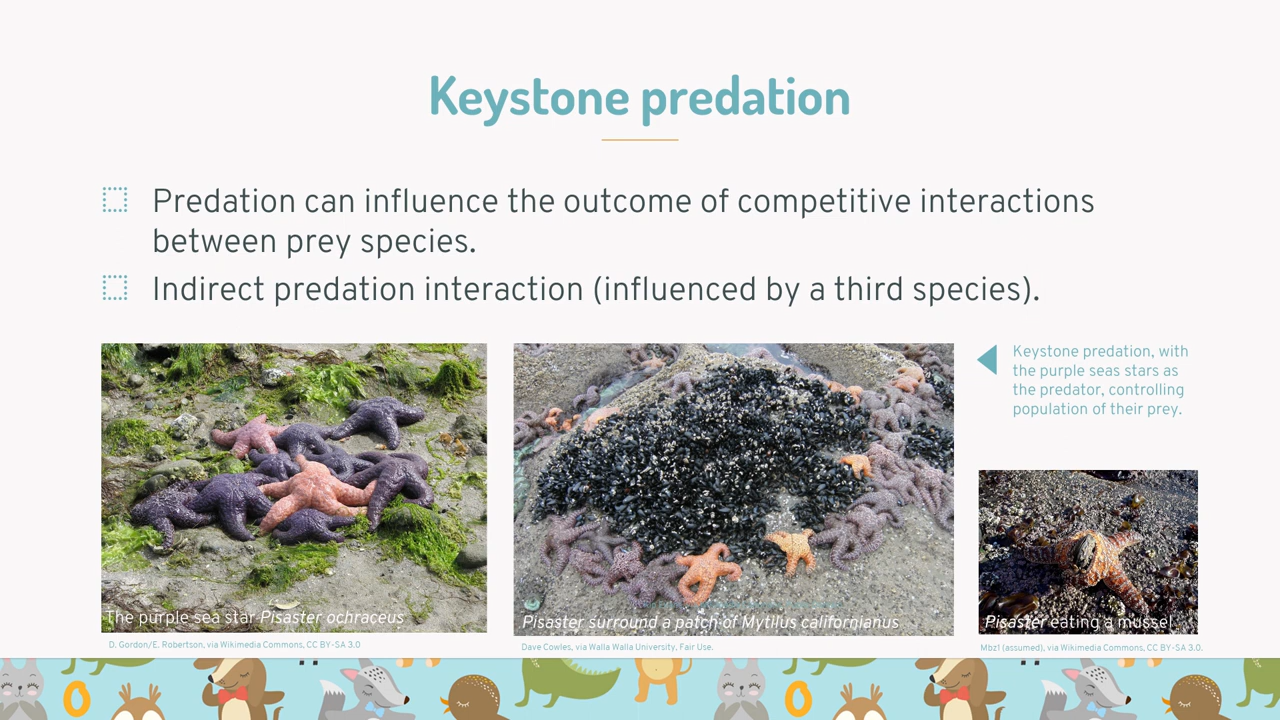 Keystone predation
Predation can influence the outcome of competitive interactions
between prey species.
Indirect predation interaction (influenced by a third species).
Keystone predation, with
the purple seas stars as
the predator, controlling
population of their prey.
The purple sea star Pisaster ochraceus
Pisaster surround a patch of Mytilus californianus
Pisaster eating a mussel
D. Gordon/E. Robertson, via Wikimedia Commons, CC BY-SA 3.0
Dave Cowles, via Walla Walla University, Fair Use.
Mbz1 (assumed), via Wikimedia Commons, CC BY-SA 3.0.